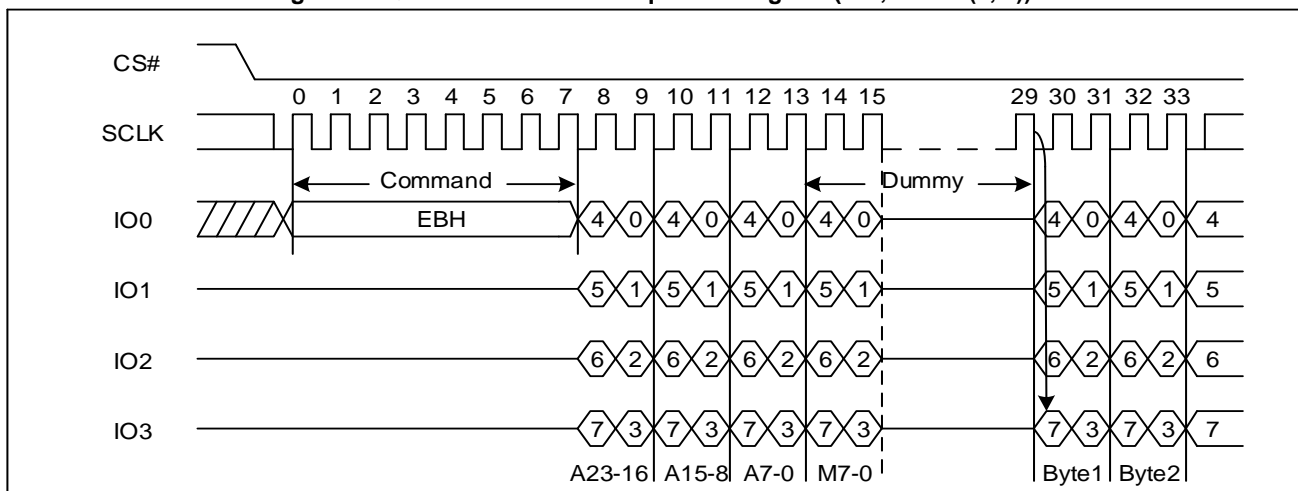 CS#
0 1 2 3 4 5 6 7 8 9 10 11 12 13 14 15 29 30 31 32 33
SCLK
Command Dummy
IO0 EBH 4 0 4 0 4 0 4 0 4 0 4 0 4
IO1 5 1 5 1 5 1 5 1 5 1 5 1 5
IO2 6 2 6 2 6 2 6 2 6 2 6 2 6
IO3 7 3 7 3 7 3 7 3 7 3 7 3 7
A23-16 A15-8 A7-0 M7-0 Byte1 Byte2